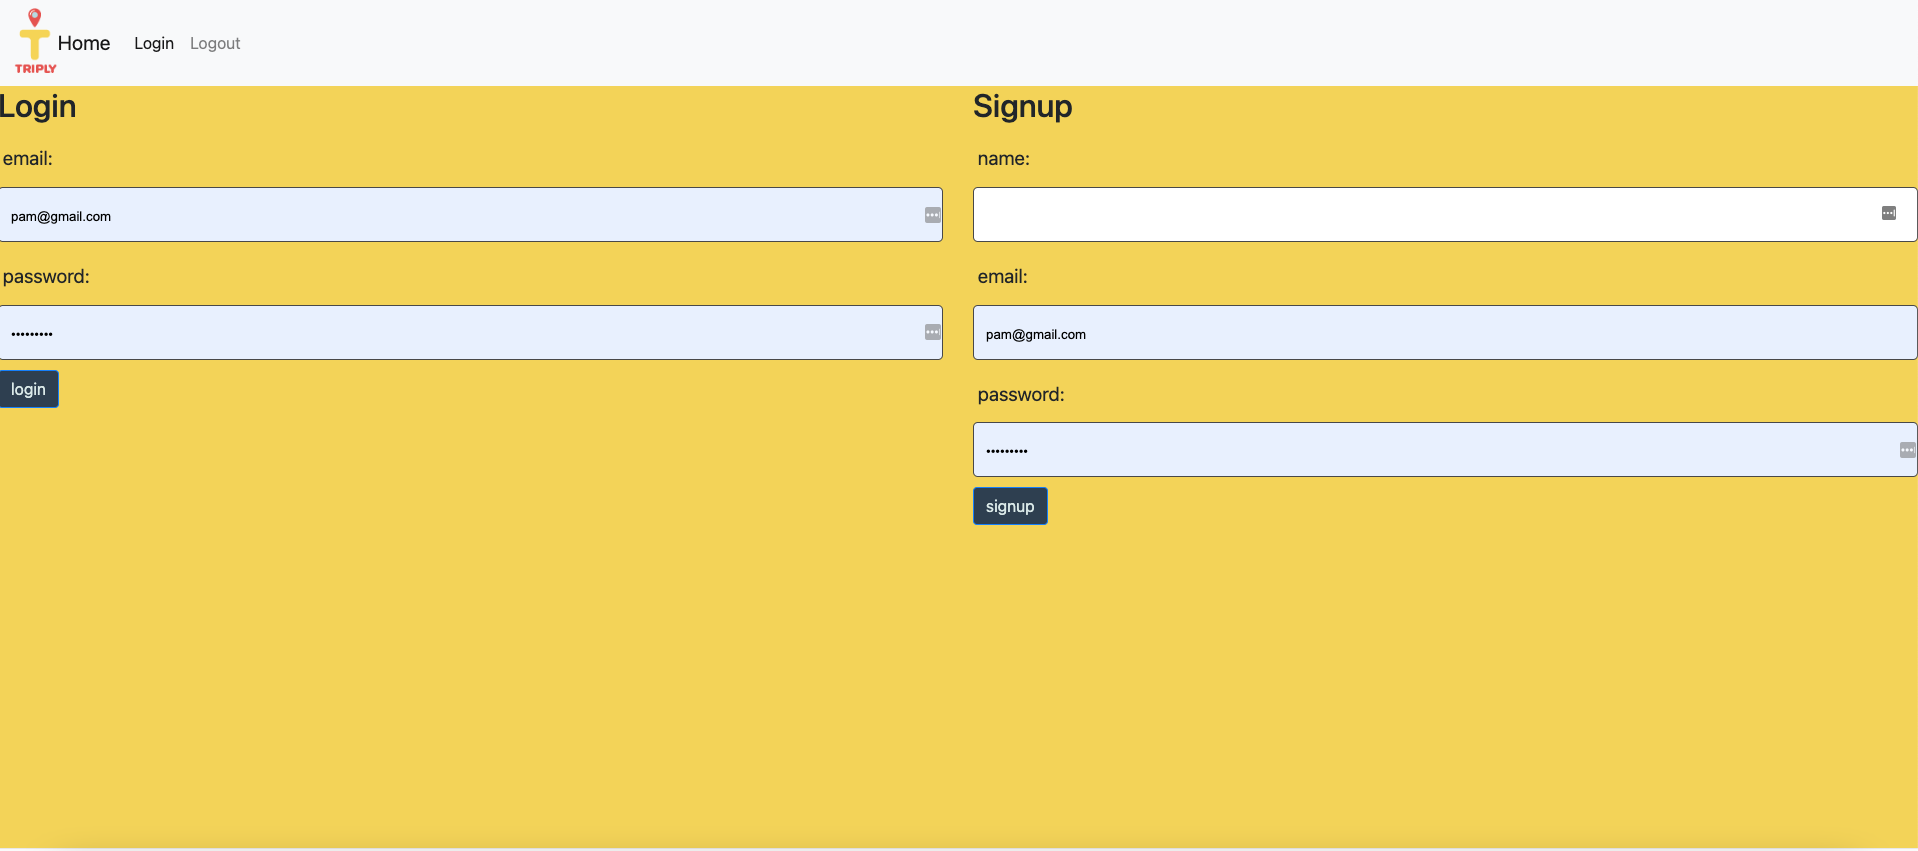 TRIPLY
Home Login Logout
Login
email:
pam@gmail.com
password:
•••••••••
login
Signup
name:
email:
pam@gmail.com
password:
•••••••••
signup